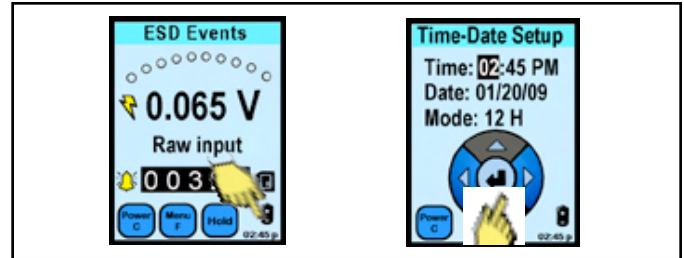 ESD Events
0.065 V
Raw input
003
Power C
Menu F
Hold
02:45 p
Time-Date Setup
Time: 02:45 PM
Date: 01/20/09
Mode: 12 H
Power C
02:45 p